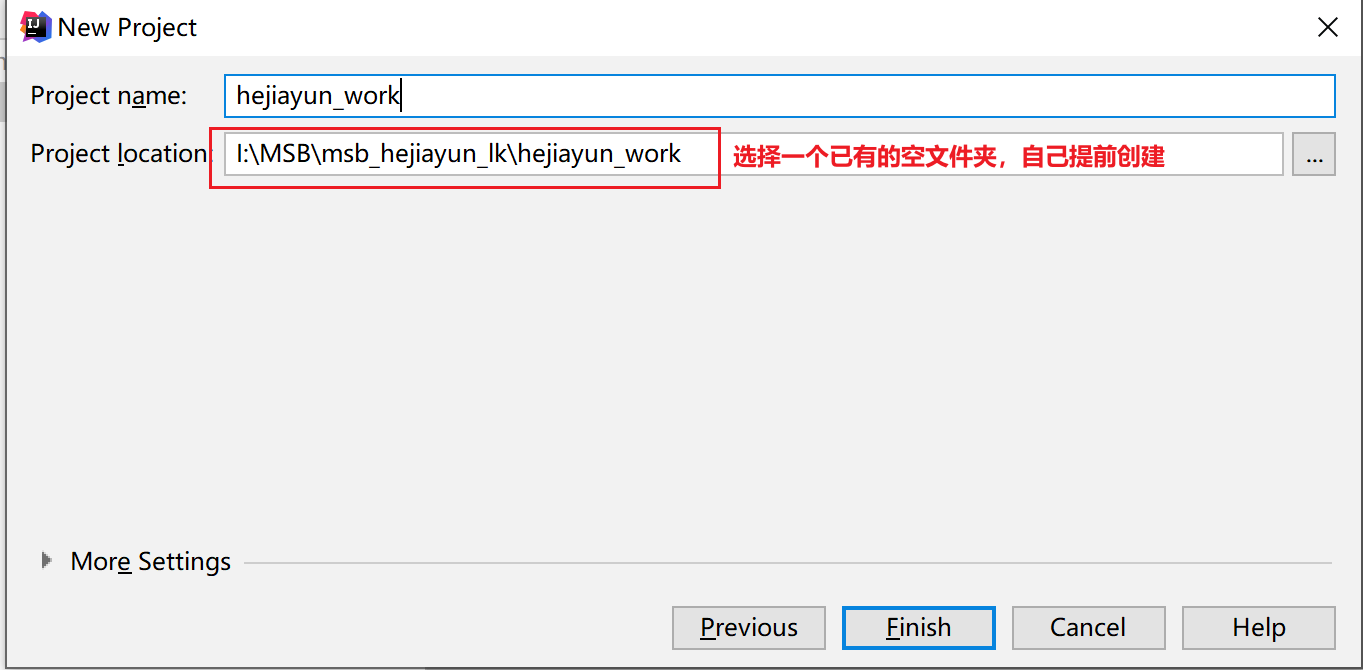 New Project
Project name: hejiayun_work
Project location: I:\MSB\msb_hejiayun_lk\hejiayun_work 选择一个已有的空文件夹，自己提前创建 ...
More Settings
Previous Finish Cancel Help